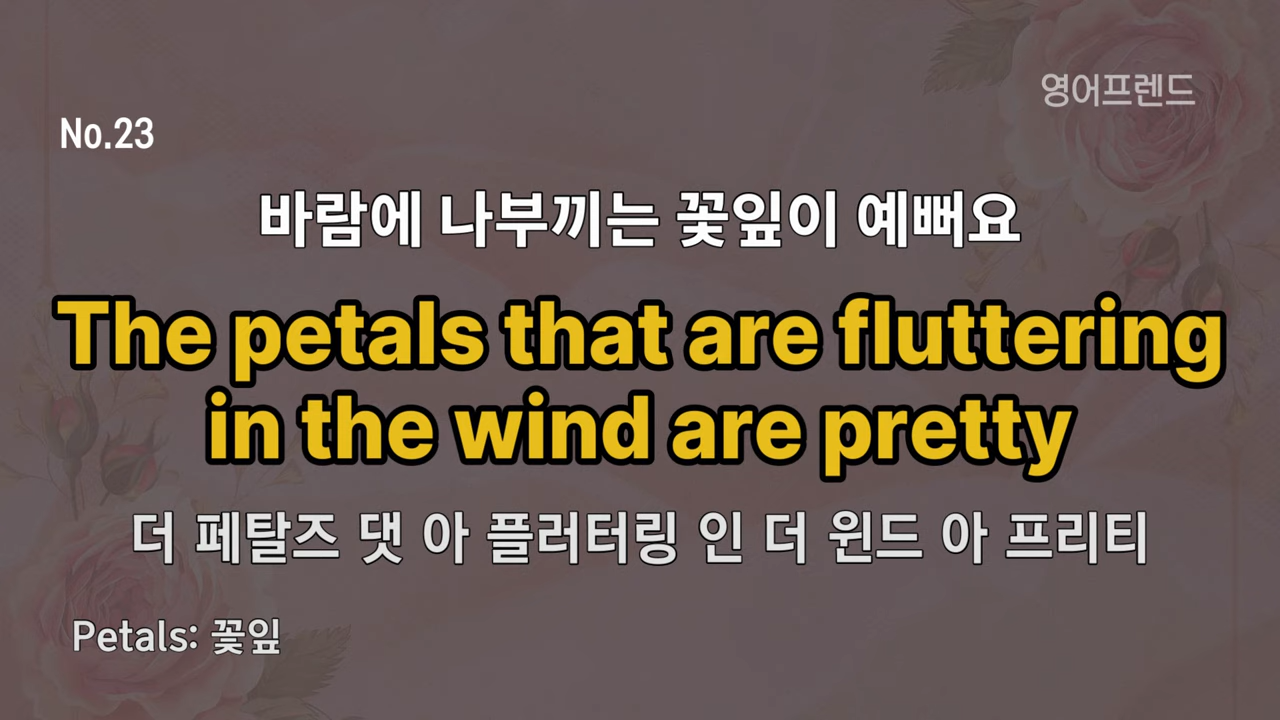 영어프렌드
No.23
바람에 나부끼는 꽃잎이 예뻐요
The petals that are fluttering
in the wind are pretty
더 페탈즈 댓 아 플러터링 인 더 윈드 아 프리티
Petals: 꽃잎